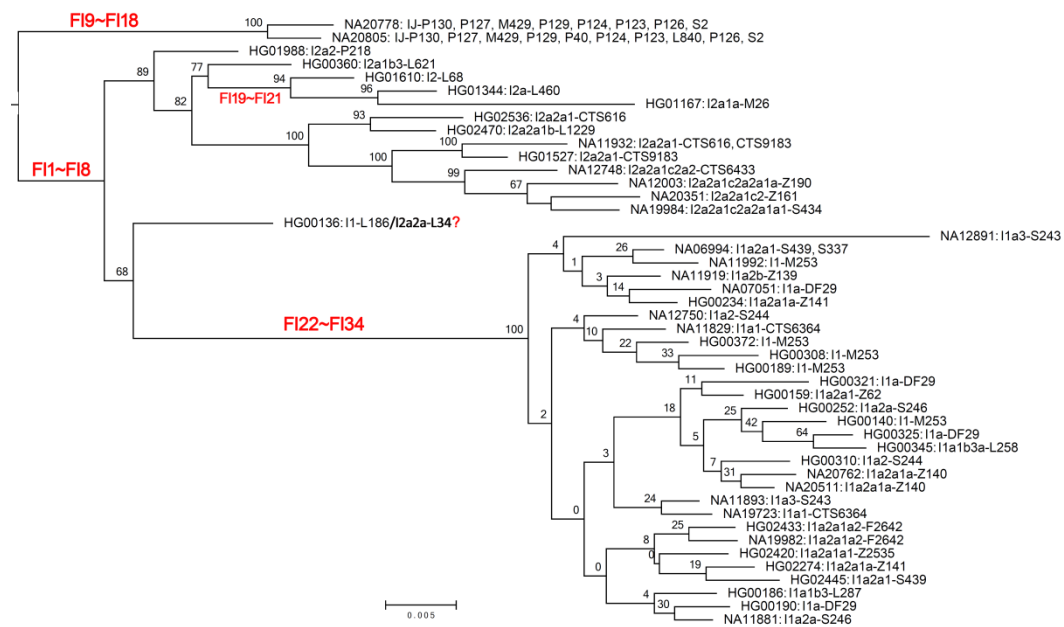 FI9~FI18
100
NA20778: IJ-P130, P127, M429, P129, P124, P123, P126, S2
NA20805: IJ-P130, P127, M429, P129, P40, P124, P123, L840, P126, S2
HG01988: I2a2-P218
89
77
HG00360: I2a1b3-L621
94
HG01610: I2-L68
FI19~FI21
96
HG01344: I2a-L460
82
HG01167: I2a1a-M26
93
HG02536: I2a2a1-CTS616
HG02470: I2a2a1b-L1229
100
100
NA11932: I2a2a1-CTS616, CTS9183
100
HG01527: I2a2a1-CTS9183
FI1~FI8
99
NA12748: I2a2a1c2a2-CTS6433
67
NA12003: I2a2a1c2a2a1a-Z190
NA20351: I2a2a1c2-Z161
NA19984: I2a2a1c2a2a1a1-S434
HG00136: I1-L186/I2a2a-L34?
NA12891: I1a3-S243
4
26
NA06994: I1a2a1-S439, S337
1
NA11992: I1-M253
68
3
NA11919: I1a2b-Z139
14
NA07051: I1a-DF29
HG00234: I1a2a1a-Z141
FI22~FI34
100
4
NA12750: I1a2-S244
10
NA11829: I1a1-CTS6364
22
HG00372: I1-M253
33
HG00308: I1-M253
HG00189: I1-M253
11
HG00321: I1a-DF29
HG00159: I1a2a1-Z62
2
18
25
HG00252: I1a2a-S246
42
HG00140: I1-M253
5
64
HG00325: I1a-DF29
HG00345: I1a1b3a-L258
3
7
HG00310: I1a2-S244
31
NA20762: I1a2a1a-Z140
NA20511: I1a2a1a-Z140
24
NA11893: I1a3-S243
NA19723: I1a1-CTS6364
0
25
HG02433: I1a2a1a2-F2642
8
NA19982: I1a2a1a2-F2642
0
HG02420: I1a2a1a1-Z2535
0
19
HG02274: I1a2a1a-Z141
HG02445: I1a2a1-S439
4
HG00186: I1a1b3-L287
30
HG00190: I1a-DF29
NA11881: I1a2a-S246
0.005